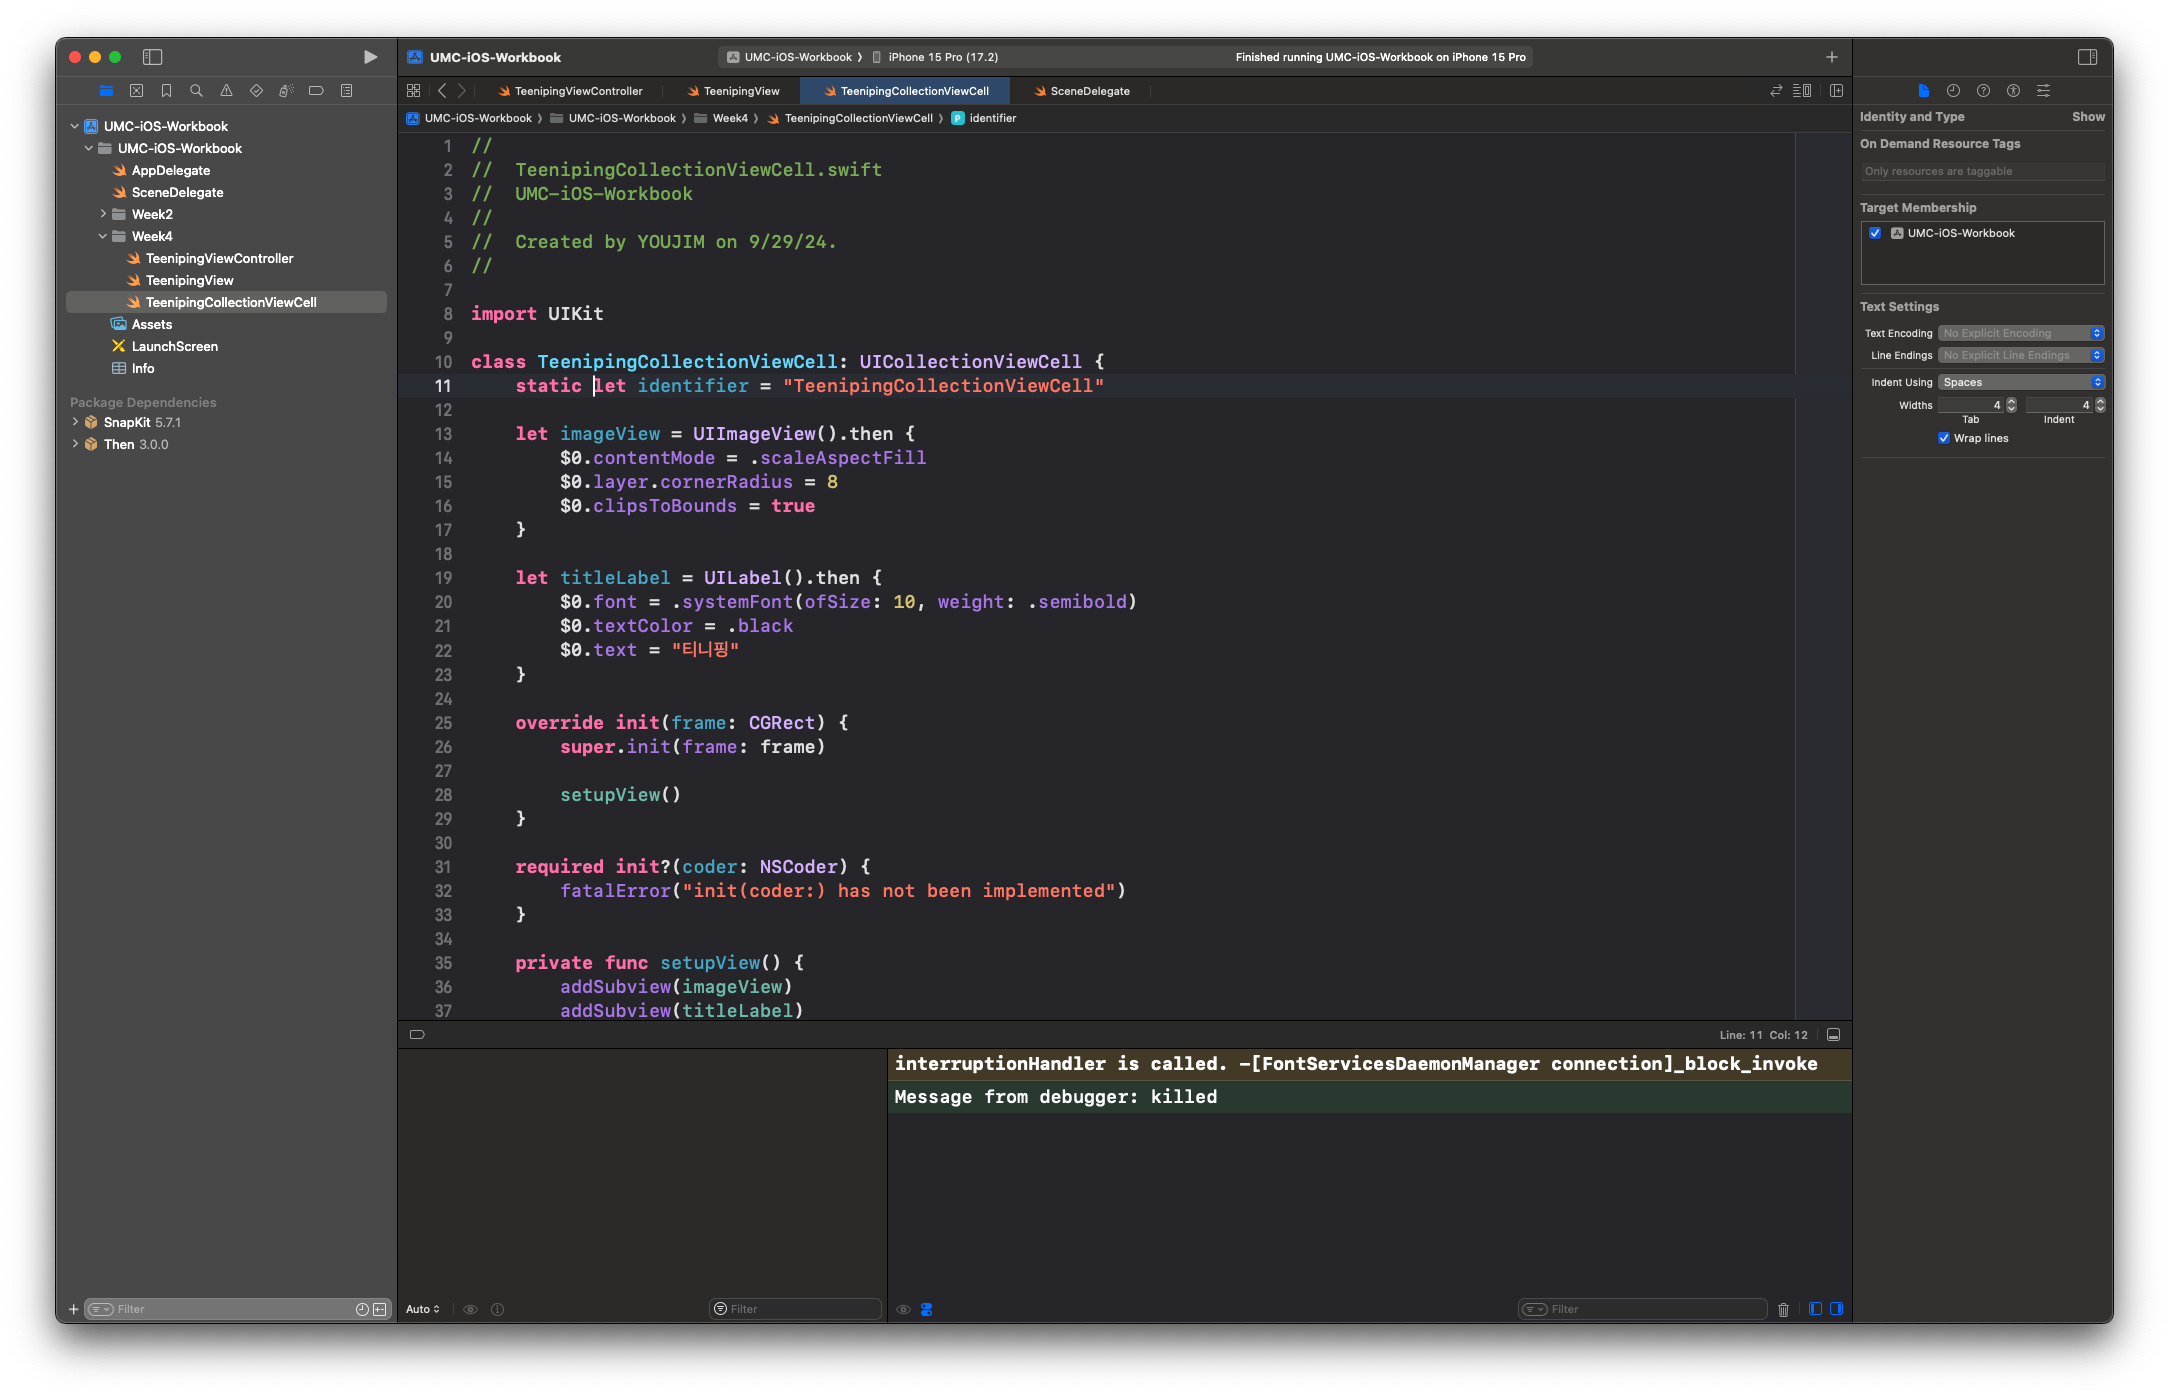 UMC-iOS-Workbook
UMC-iOS-Workbook
AppDelegate
SceneDelegate
Week2
Week4
TeenipingViewController
TeenipingView
TeenipingCollectionViewCell
Assets
LaunchScreen
Info
Package Dependencies
SnapKit 5.7.1
Then 3.0.0
Filter
UMC-iOS-Workbook
UMC-iOS-Workbook 〉 iPhone 15 Pro (17.2)
Finished running UMC-iOS-Workbook on iPhone 15 Pro
TeenipingViewController
TeenipingView
TeenipingCollectionViewCell
SceneDelegate
UMC-iOS-Workbook 〉 UMC-iOS-Workbook 〉 Week4 〉 TeenipingCollectionViewCell 〉 P identifier
1 //
2 //  TeenipingCollectionViewCell.swift
3 //  UMC-iOS-Workbook
4 //
5 //  Created by YOUJIM on 9/29/24.
6 //
7
8 import UIKit
9
10 class TeenipingCollectionViewCell: UICollectionViewCell {
11     static let identifier = "TeenipingCollectionViewCell"
12
13     let imageView = UIImageView().then {
14         $0.contentMode = .scaleAspectFill
15         $0.layer.cornerRadius = 8
16         $0.clipsToBounds = true
17     }
18
19     let titleLabel = UILabel().then {
20         $0.font = .systemFont(ofSize: 10, weight: .semibold)
21         $0.textColor = .black
22         $0.text = "티니핑"
23     }
24
25     override init(frame: CGRect) {
26         super.init(frame: frame)
27
28         setupView()
29     }
30
31     required init?(coder: NSCoder) {
32         fatalError("init(coder:) has not been implemented")
33     }
34
35     private func setupView() {
36         addSubview(imageView)
37         addSubview(titleLabel)
Line: 11  Col: 12
interruptionHandler is called. -[FontServicesDaemonManager connection]_block_invoke
Message from debugger: killed
Auto
Filter
Filter
Identity and Type
Show
On Demand Resource Tags
Only resources are taggable
Target Membership
UMC-iOS-Workbook
Text Settings
Text Encoding No Explicit Encoding
Line Endings No Explicit Line Endings
Indent Using Spaces
Widths 4 4
Tab Indent
Wrap lines